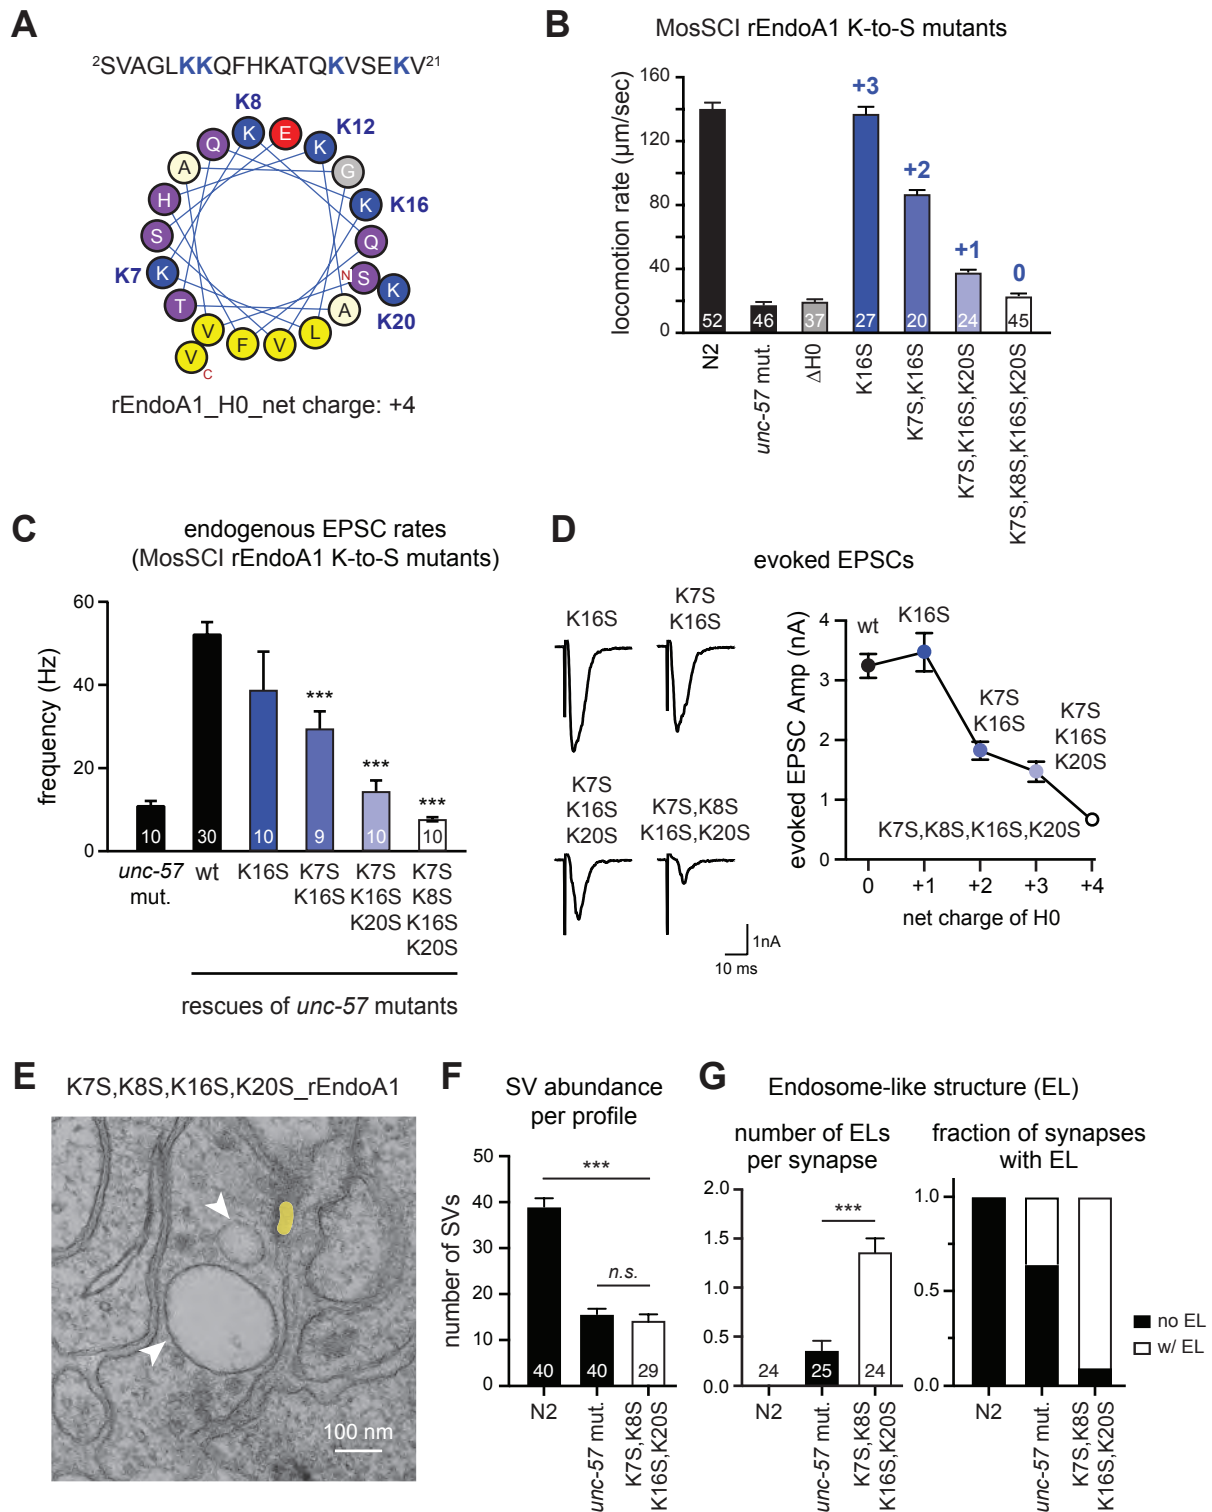 A
²SVAGLKKQFHKATQKVSEKV²¹
K8
K12
K16
K7
K20
K
E
K
Q
G
A
K
H
Q
S
N
S
K
K
T
A
V
L
V
F
V
C
rEndoA1_H0_net charge: +4
B
MosSCI rEndoA1 K-to-S mutants
locomotion rate (µm/sec)
160
120
80
40
0
+3
+2
+1
0
52
46
37
27
20
24
45
N2
unc-57 mut.
ΔH0
K16S
K7S,K16S
K7S,K16S,K20S
K7S,K8S,K16S,K20S
C
endogenous EPSC rates
(MosSCI rEndoA1 K-to-S mutants)
frequency (Hz)
60
40
20
0
***
***
***
10
30
10
9
10
10
unc-57
mut.
wt
K16S
K7S
K16S
K7S
K16S
K20S
K7S
K8S
K16S
K20S
rescues of unc-57 mutants
D
evoked EPSCs
K16S
K7S
K16S
K7S
K16S
K20S
K7S,K8S
K16S,K20S
1nA
10 ms
evoked EPSC Amp (nA)
4
3
2
1
0
wt
K16S
K7S
K16S
K7S
K16S
K20S
K7S,K8S,K16S,K20S
0
+1
+2
+3
+4
net charge of H0
E
K7S,K8S,K16S,K20S_rEndoA1
100 nm
F
SV abundance
per profile
number of SVs
50
40
30
20
10
0
***
n.s.
40
40
29
N2
unc-57 mut.
K7S,K8S
K16S,K20S
G
Endosome-like structure (EL)
number of ELs
per synapse
2.0
1.5
1.0
0.5
0.0
***
24
25
24
N2
unc-57 mut.
K7S,K8S
K16S,K20S
fraction of synapses
with EL
1.0
0.5
0.0
N2
unc-57 mut.
K7S,K8S
K16S,K20S
no EL
w/ EL